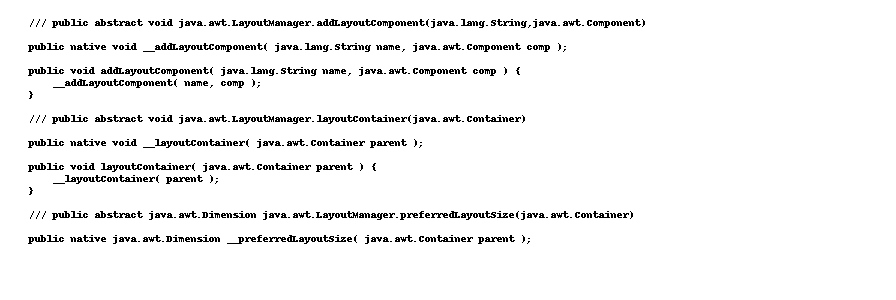 /// public abstract void java.awt.LayoutManager.addLayoutComponent(java.lang.String,java.awt.Component)
public native void __addLayoutComponent( java.lang.String name, java.awt.Component comp );
public void addLayoutComponent( java.lang.String name, java.awt.Component comp ) {
    __addLayoutComponent( name, comp );
}
/// public abstract void java.awt.LayoutManager.layoutContainer(java.awt.Container)
public native void __layoutContainer( java.awt.Container parent );
public void layoutContainer( java.awt.Container parent ) {
    __layoutContainer( parent );
}
/// public abstract java.awt.Dimension java.awt.LayoutManager.preferredLayoutSize(java.awt.Container)
public native java.awt.Dimension __preferredLayoutSize( java.awt.Container parent );